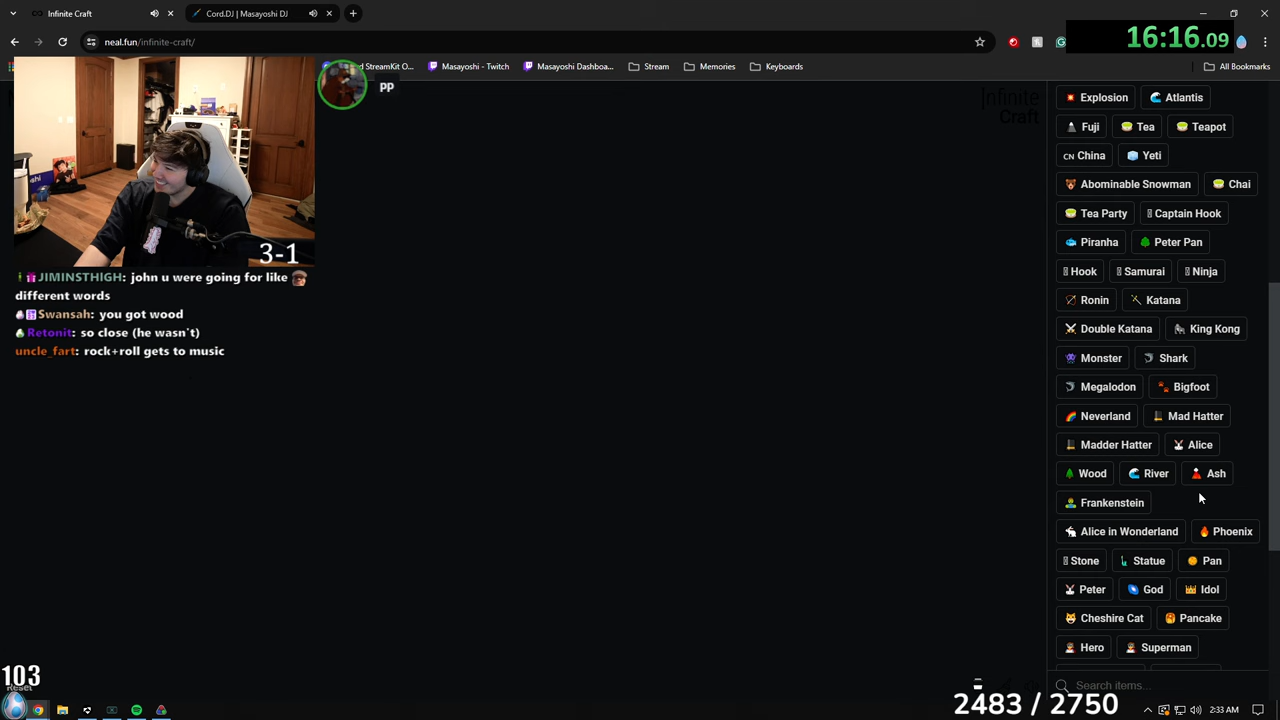 Infinite Craft
Cord.DJ | Masayoshi DJ
16:16.09
neal.fun/infinite-craft/
StreamKit O...
Masayoshi - Twitch
Masayoshi Dashboa...
Stream
Memories
Keyboards
All Bookmarks
pp
Infinite
Craft
3-1
JIMINSTHIGH: john u were going for like
different words
Swansah: you got wood
Retonit: so close (he wasn't)
uncle_fart: rock+roll gets to music
Explosion Atlantis
Fuji Tea Teapot
CN China Yeti
Abominable Snowman Chai
Tea Party Captain Hook
Piranha Peter Pan
Hook Samurai Ninja
Ronin Katana
Double Katana King Kong
Monster Shark
Megalodon Bigfoot
Neverland Mad Hatter
Madder Hatter Alice
Wood River Ash
Frankenstein
Alice in Wonderland Phoenix
Stone Statue Pan
Peter God Idol
Cheshire Cat Pancake
Hero Superman
Search items...
103
Reset
2483 / 2750
2:33 AM